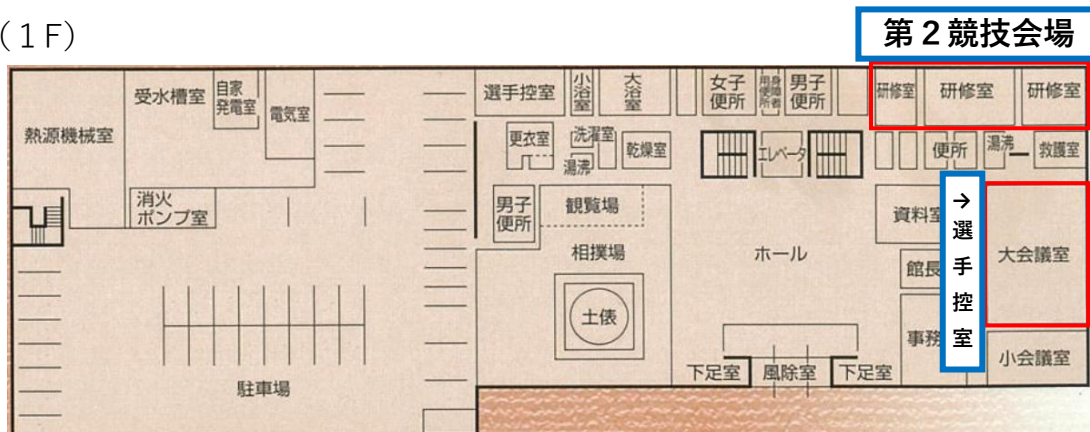 (１F)
第２競技会場
熱源機械室
受水槽室
自家
発電室
電気室
消火
ポンプ室
駐車場
選手控室
小浴室
大浴室
女子
便所
身障者
用便所
男子
便所
研修室
研修室
研修室
更衣室
洗濯室
湯沸
乾燥室
エレベータ
便所
湯沸
救護室
男子
便所
観覧場
相撲場
土俵
ホール
資料室
館長
事務
→選手控室
大会議室
小会議室
下足室
風除室
下足室